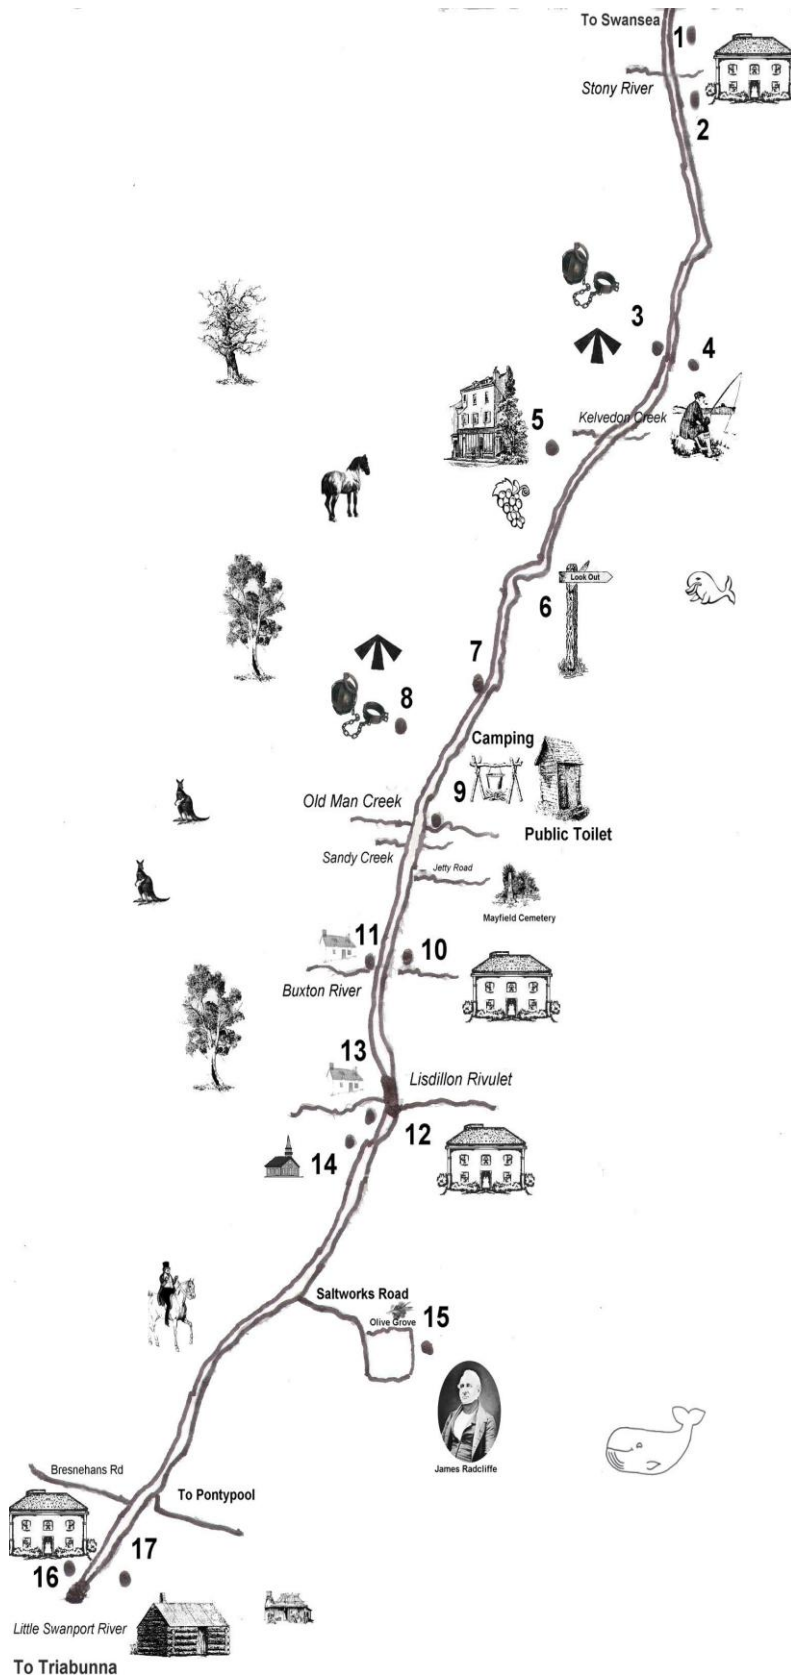 To Swansea
1
Stony River
2
3
4
Kelvedon Creek
5
Look Out
6
7
8
Camping
9
Old Man Creek
Public Toilet
Sandy Creek
Jetty Road
Mayfield Cemetery
11
10
Buxton River
13
Lisdillon Rivulet
12
14
Saltworks Road
15
Olive Grove
James Radcliffe
Bresnehans Rd
To Pontypool
17
16
Little Swanport River
To Triabunna